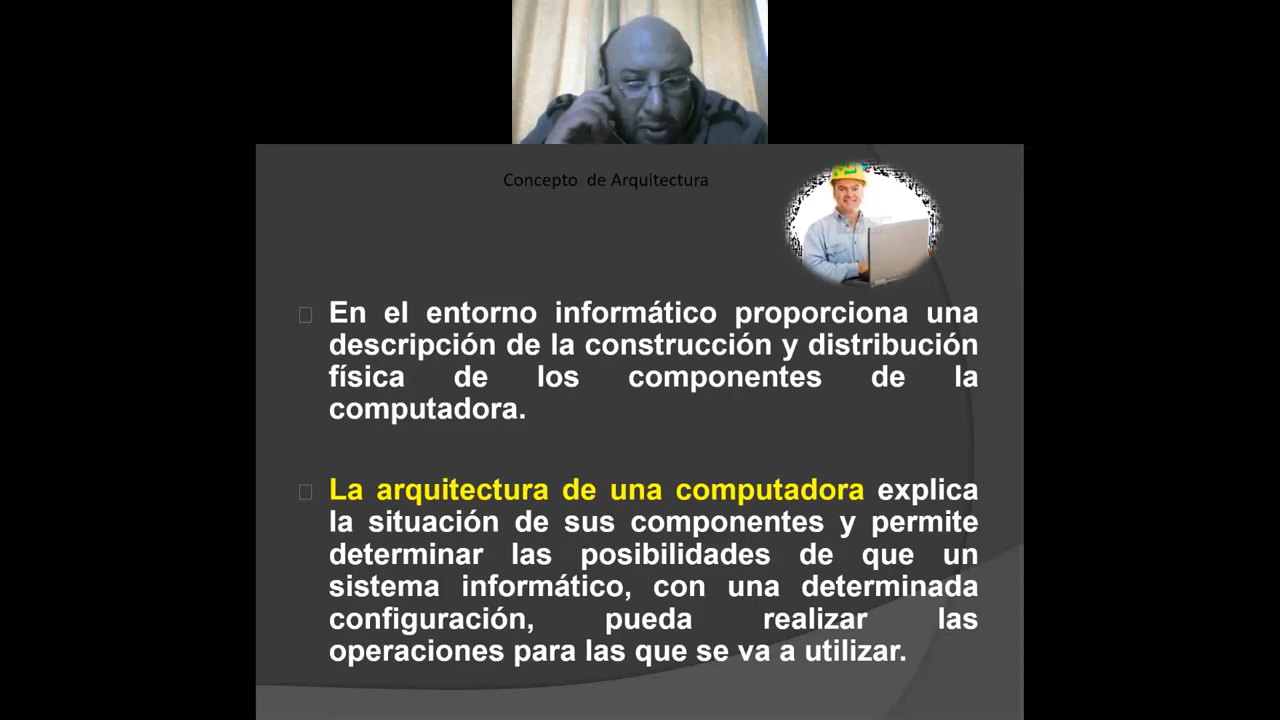 Concepto de Arquitectura
En el entorno informático proporciona una
descripción de la construcción y distribución
física de los componentes de la
computadora.
La arquitectura de una computadora explica
la situación de sus componentes y permite
determinar las posibilidades de que un
sistema informático, con una determinada
configuración, pueda realizar las
operaciones para las que se va a utilizar.